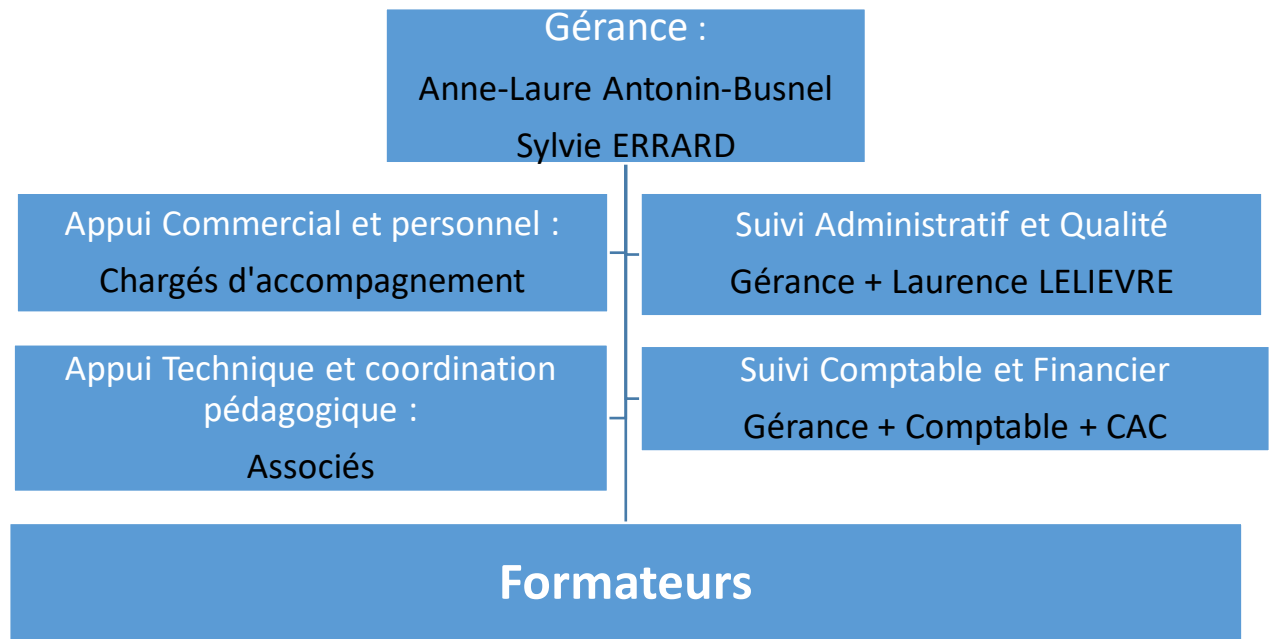 Gérance :
Anne-Laure Antonin-Busnel
Sylvie ERRARD
Appui Commercial et personnel :
Chargés d'accompagnement
Suivi Administratif et Qualité
Gérance + Laurence LELIEVRE
Appui Technique et coordination
pédagogique :
Associés
Suivi Comptable et Financier
Gérance + Comptable + CAC
Formateurs